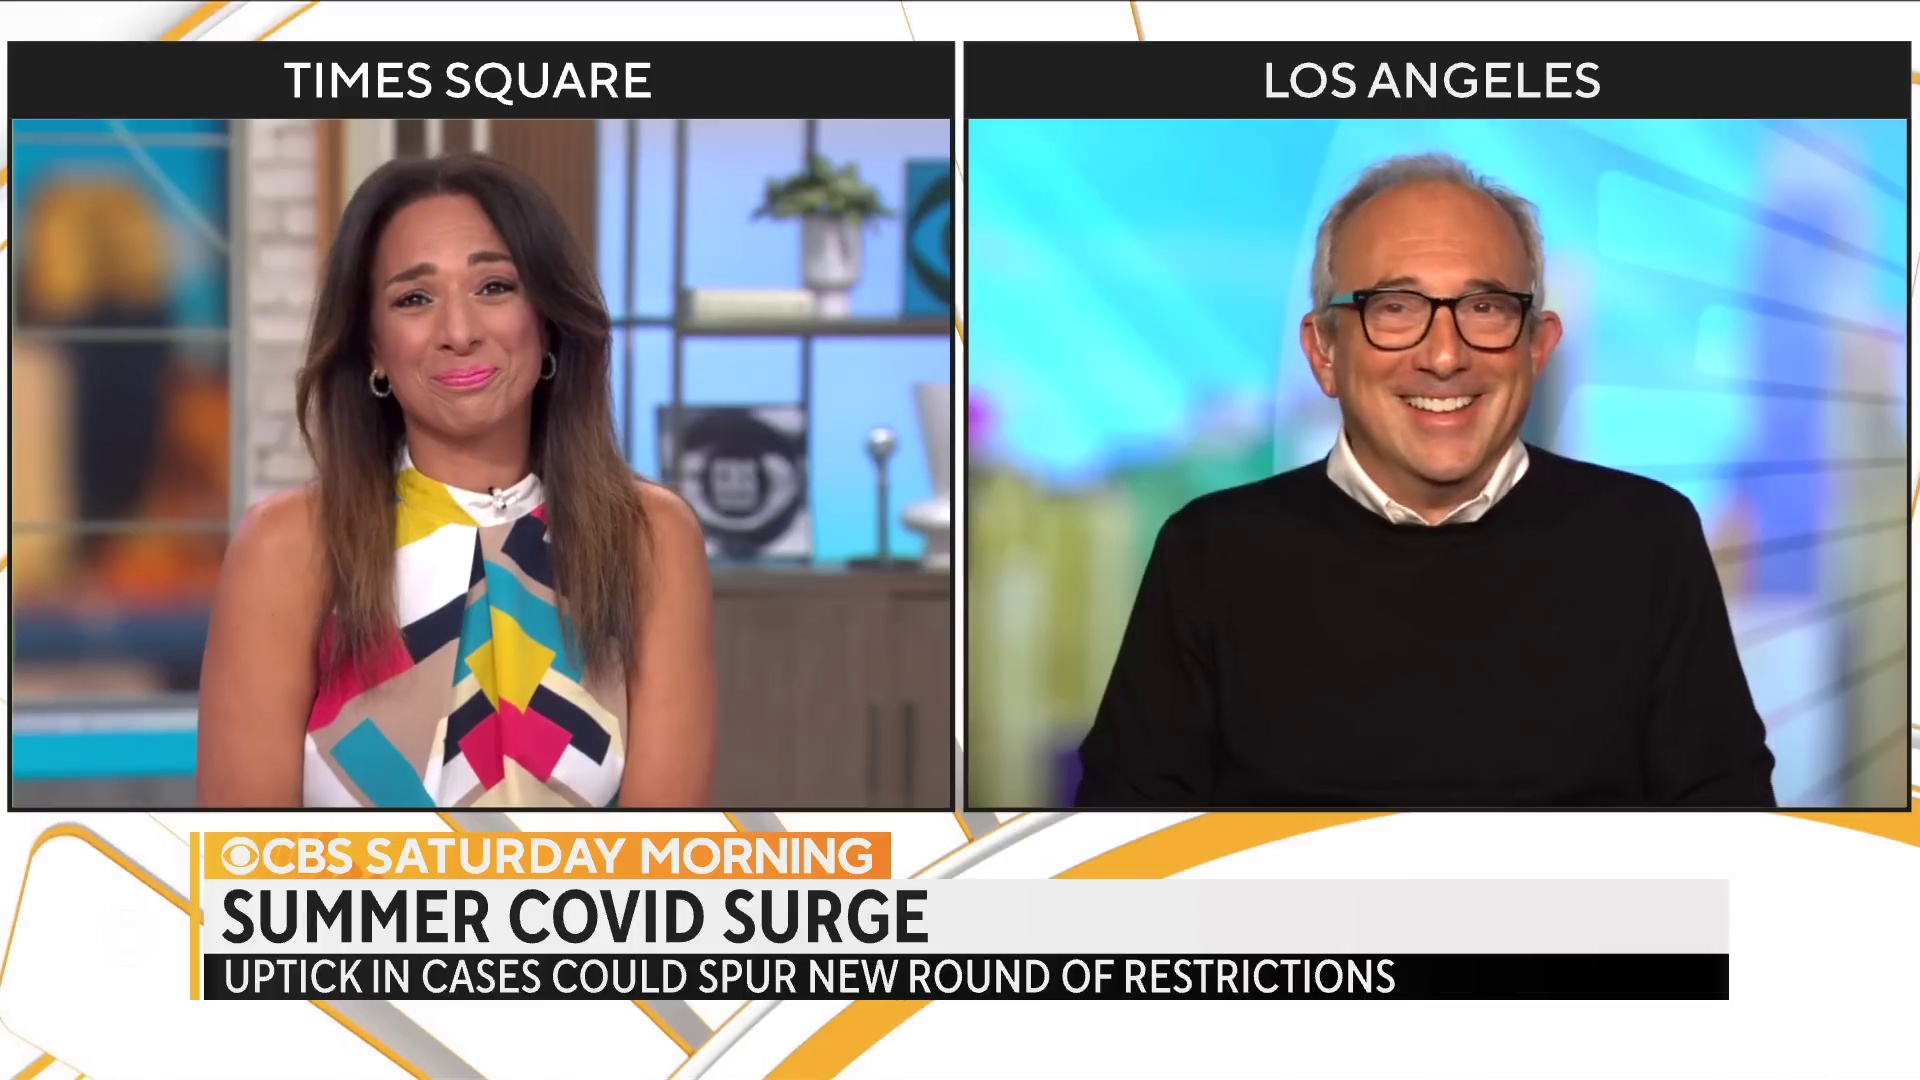 TIMES SQUARE
LOS ANGELES
CBS
CBS SATURDAY MORNING
SUMMER COVID SURGE
UPTICK IN CASES COULD SPUR NEW ROUND OF RESTRICTIONS